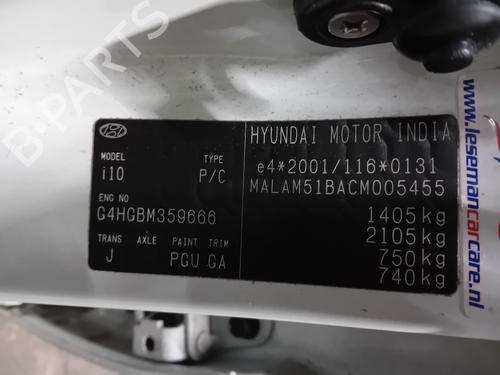 B-PARTS
HYUNDAI MOTOR INDIA
MODEL TYPE
i10 P/C
e4*2001/116*0131
MALAM51BACM005455
ENG NO
G4HGBM359666
1405kg
2105kg
750kg
740kg
TRANS AXLE PAINT TRIM
J PGU GA
www.lesemancarcare.nl